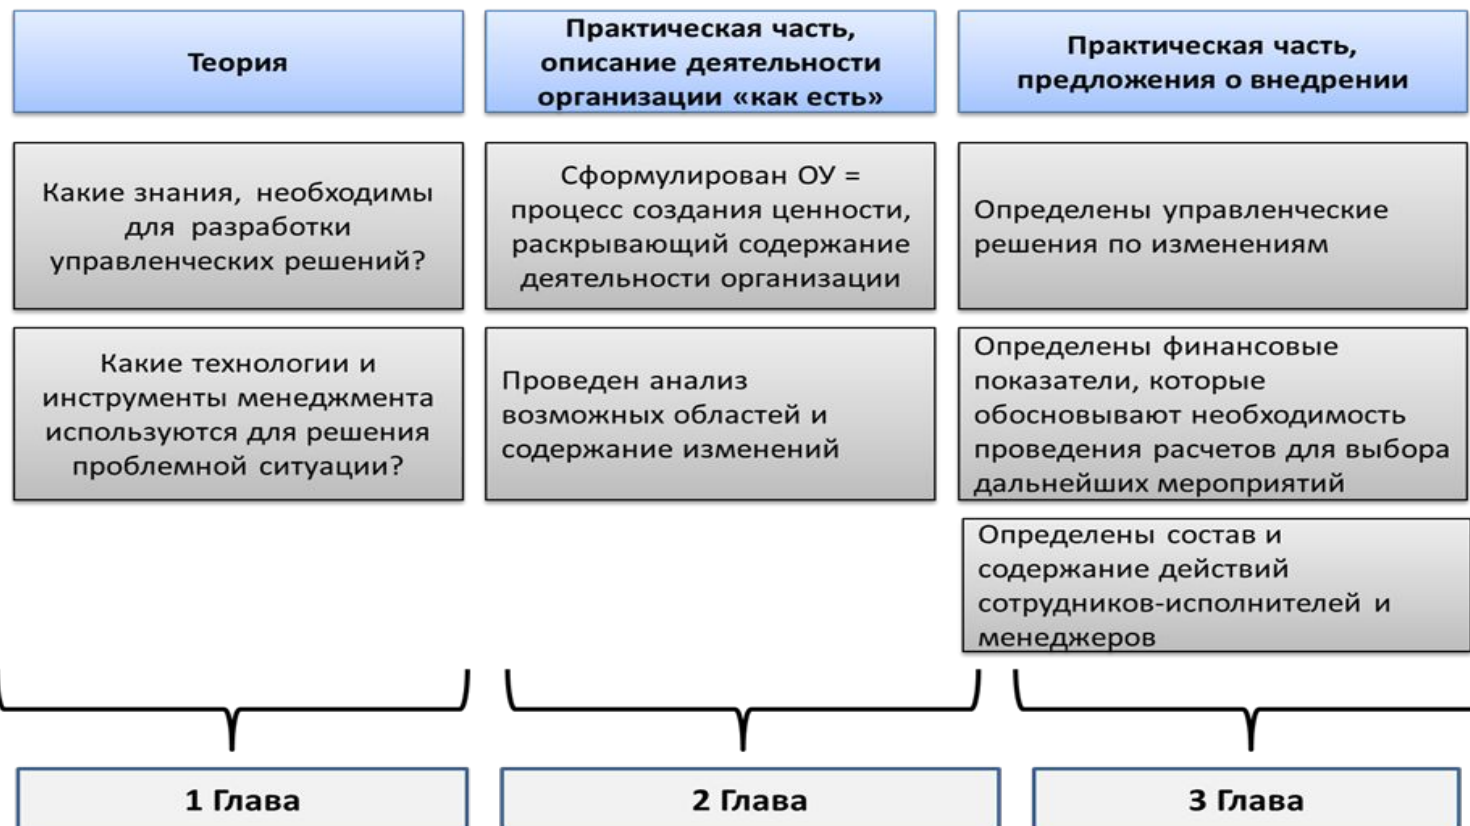 Теория
Практическая часть,
описание деятельности
организации «как есть»
Практическая часть,
предложения о внедрении
Какие знания, необходимы
для разработки
управленческих решений?
Сформулирован ОУ =
процесс создания ценности,
раскрывающий содержание
деятельности организации
Определены управленческие
решения по изменениям
Какие технологии и
инструменты менеджмента
используются для решения
проблемной ситуации?
Проведен анализ
возможных областей и
содержание изменений
Определены финансовые
показатели, которые
обосновывают необходимость
проведения расчетов для выбора
дальнейших мероприятий
Определены состав и
содержание действий
сотрудников-исполнителей и
менеджеров
1 Глава
2 Глава
3 Глава